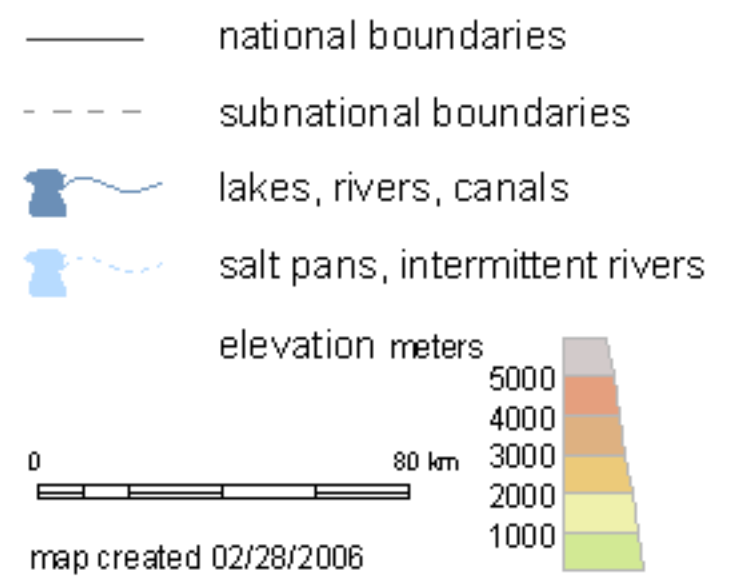 national boundaries
subnational boundaries
lakes, rivers, canals
salt pans, intermittent rivers
elevation meters
5000
4000
3000
2000
1000
0 80 km
map created 02/28/2006